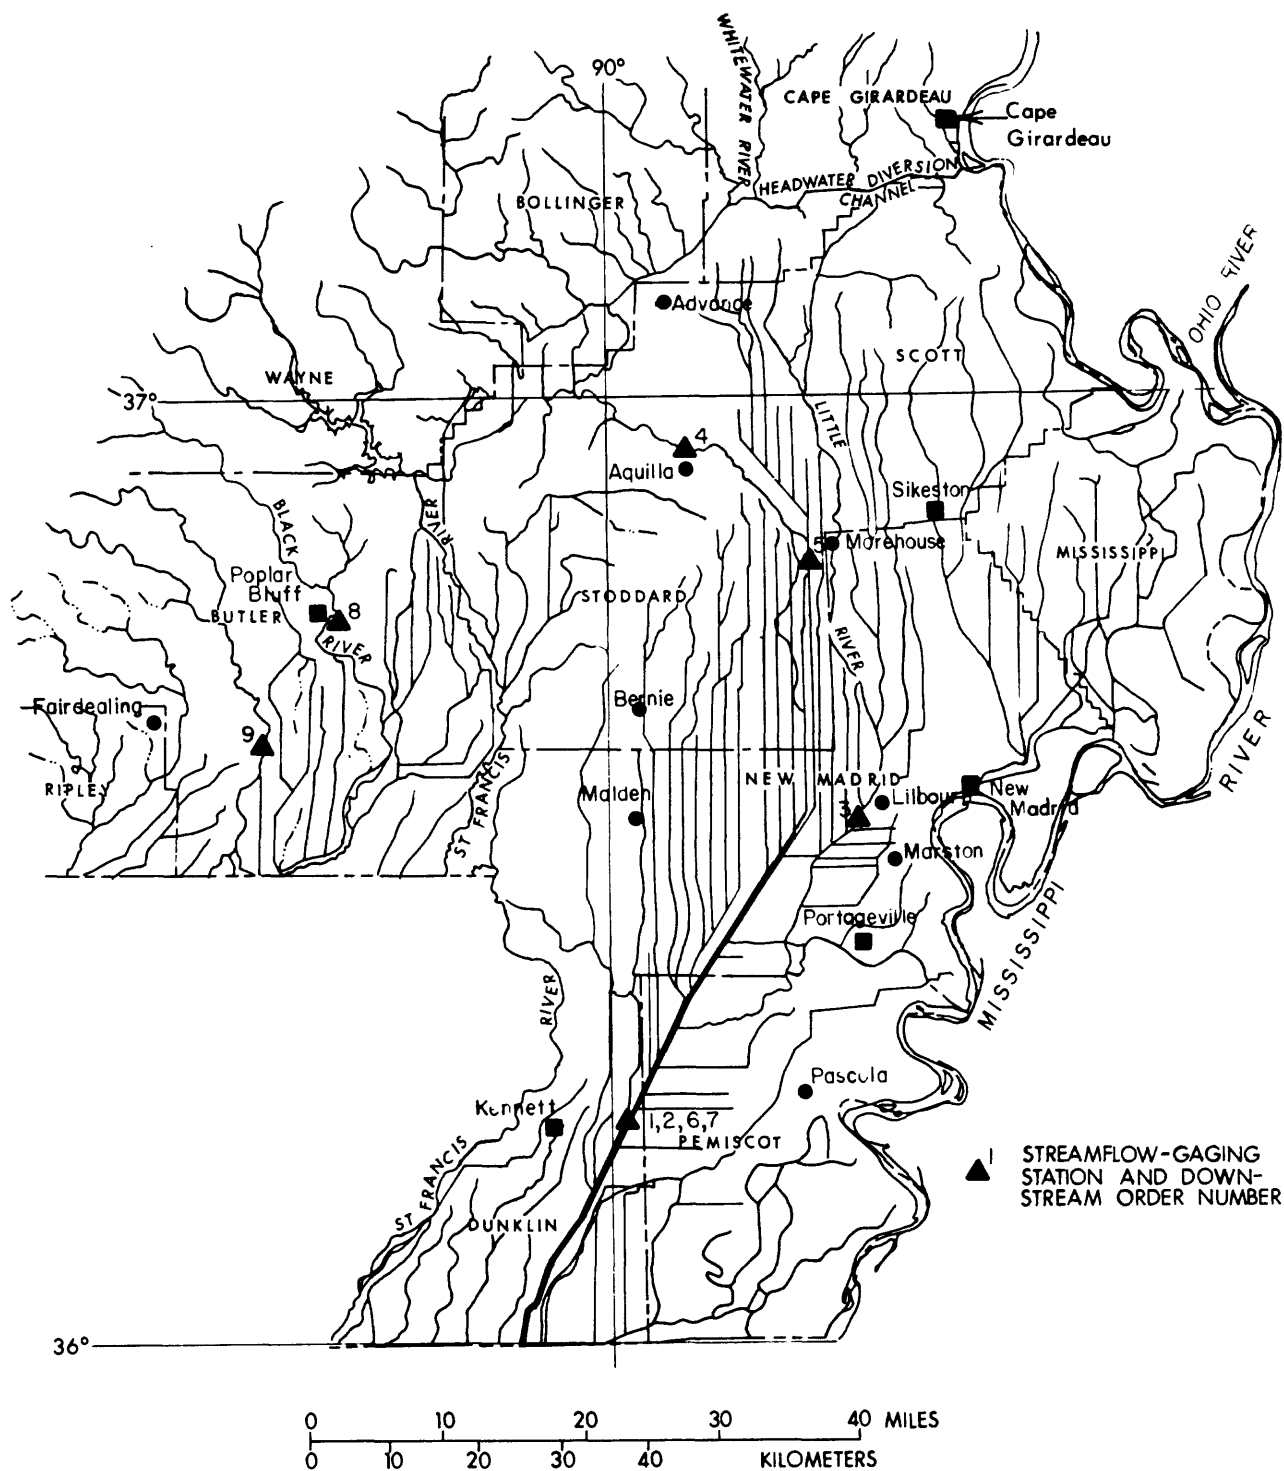 WHITEWATER RIVER
90°
CAPE GIRARDEAU
Cape
Girardeau
HEADWATER DIVERSION
CHANNEL
BOLLINGER
OHIO RIVER
Advance
SCOTT
WAYNE
37°
LITTLE
4
Aquilla
Sikeston
BLACK
RIVER
5
Morehouse
MISSISSIPPI
Poplar
Bluff
STODDARD
BUTLER
8
RIVER
RIVER
Fairdealing
Bernie
9
RIPLEY
ST FRANCIS
NEW MADRID
Malden
Lilbourn
New
Madrid
3
RIVER
Marston
Portageville
MISSISSIPPI
RIVER
Pascola
Kennett
1,2,6,7
PEMISCOT
ST FRANCIS
DUNKLIN
1 STREAMFLOW-GAGING
STATION AND DOWN-
STREAM ORDER NUMBER
36°
0 10 20 30 40 MILES
0 10 20 30 40 KILOMETERS